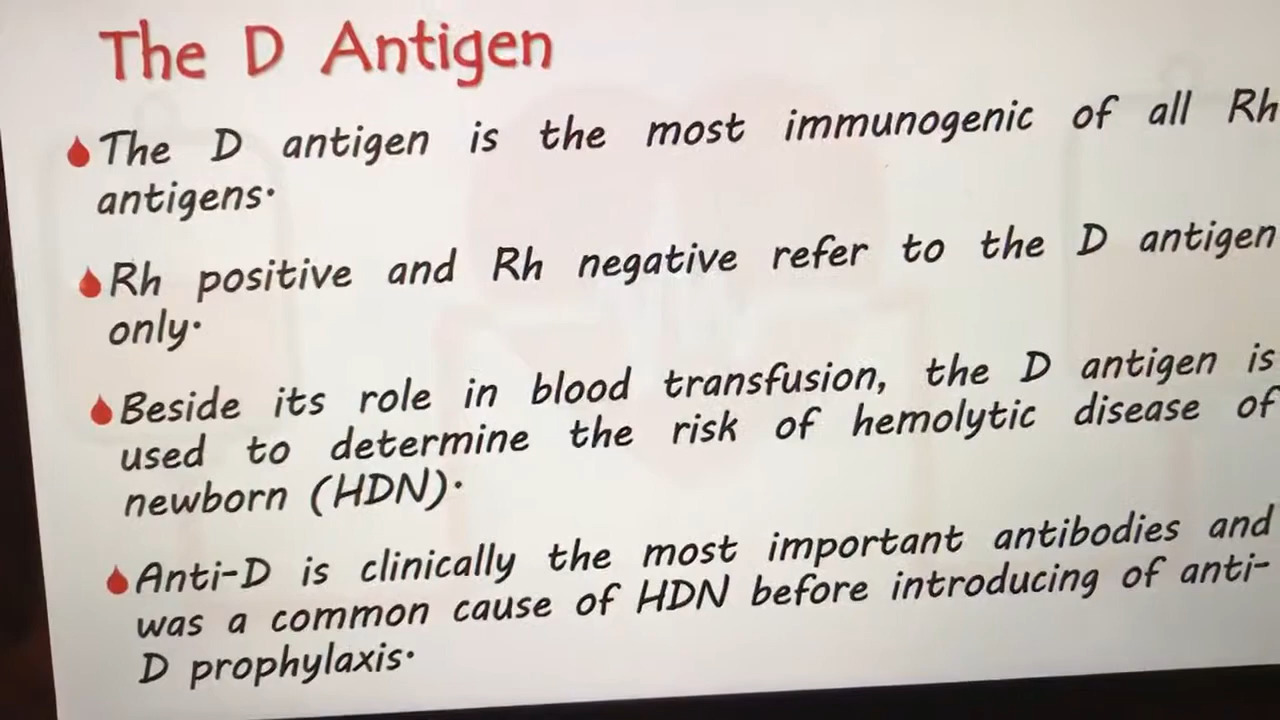 The D Antigen
The D antigen is the most immunogenic of all Rh
antigens.
Rh positive and Rh negative refer to the D antigen
only.
Beside its role in blood transfusion, the D antigen is
used to determine the risk of hemolytic disease of
newborn (HDN).
Anti-D is clinically the most important antibodies and
was a common cause of HDN before introducing of anti-
D prophylaxis.